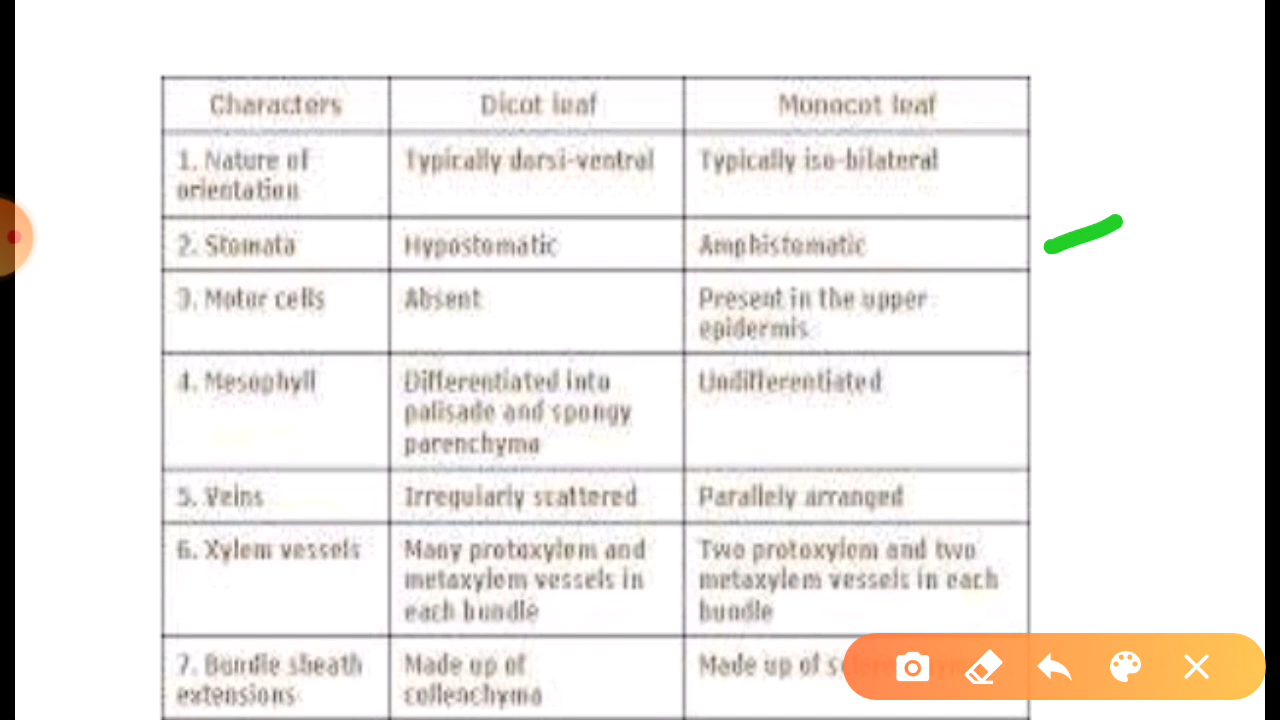 Characters Dicot leaf Monocot leaf
1. Nature of Typically dorsi-ventral Typically iso-bilateral
orientation
2. Stomata Hypostomatic Amphistomatic
3. Motor cells Absent Present in the upper
epidermis
4. Mesophyll Differentiated into Undifferentiated
palisade and spongy
parenchyma
5. Veins Irregularly scattered Parallely arranged
6. Xylem vessels Many protoxylem and Two protoxylem and two
metaxylem vessels in metaxylem vessels in each
each bundle bundle
7. Bundle sheath Made up of Made up of
extensions collenchyma